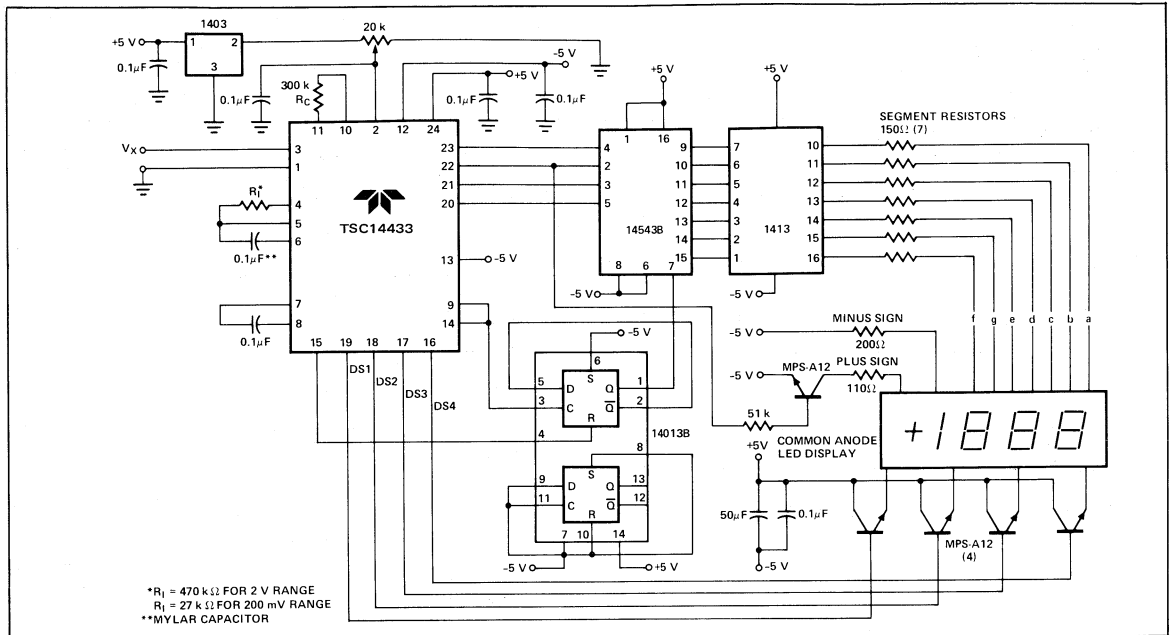 1403
20 k
+5 V
1
2
3
0.1µF
0.1µF
300 k
RC
-5 V
+5 V
0.1µF
0.1µF
11
10
2
12
24
VX
3
1
RI*
4
5
6
0.1µF**
7
8
0.1µF
TSC14433
23
22
21
20
13
-5 V
9
14
15
19
18
17
16
DS1
DS2
DS3
DS4
+5 V
1
16
4
2
3
5
9
10
11
12
13
14
15
14543B
8
6
7
-5 V
+5 V
7
6
5
4
3
2
1
1413
10
11
12
13
14
15
16
-5 V
SEGMENT RESISTORS
150Ω (7)
f
g
e
d
c
b
a
-5 V
MINUS SIGN
200Ω
-5 V
MPS-A12
PLUS SIGN
110Ω
51 k
-5 V
6
5
D
S
Q
1
3
C
Q
2
R
4
14013B
8
9
D
S
Q
13
11
C
Q
12
R
7
10
14
-5 V
+5 V
COMMON ANODE
LED DISPLAY
+1888
+5V
50µF
0.1µF
-5 V
MPS-A12
(4)
*RI = 470 kΩ FOR 2 V RANGE
RI = 27 kΩ FOR 200 mV RANGE
**MYLAR CAPACITOR